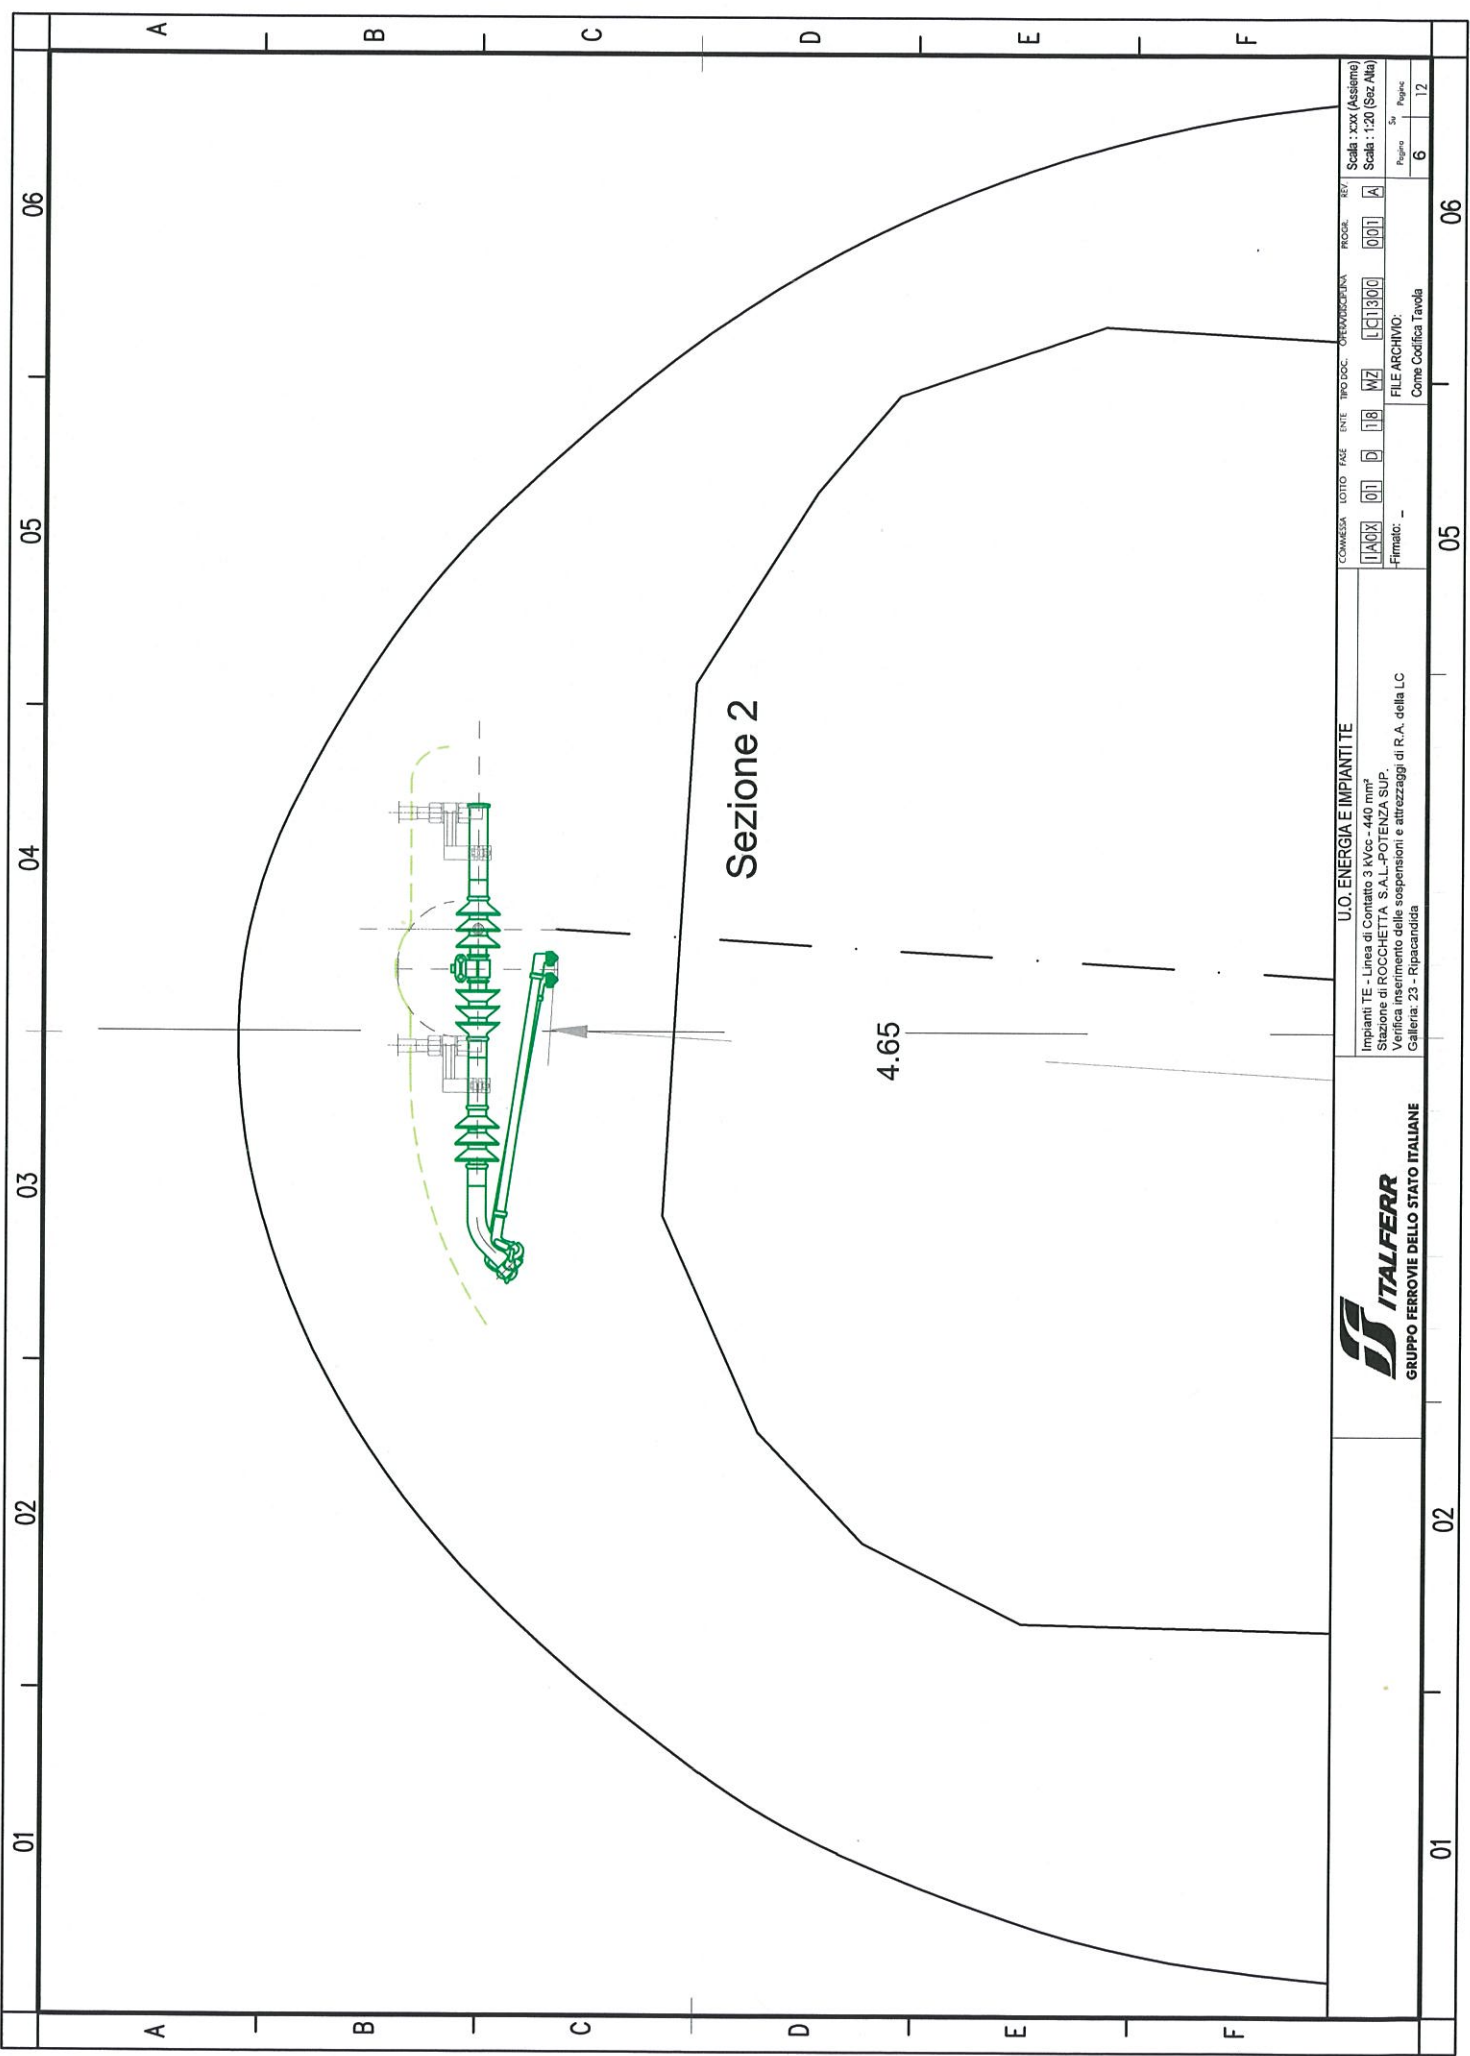 01 02 03 04 05 06
A
B
C
D
E
F
A
B
C
D
E
F
Sezione 2
4.65
ITALFERR
GRUPPO FERROVIE DELLO STATO ITALIANE
U.O. ENERGIA E IMPIANTI TE
Impianti TE - Linea di Contatto 3 kVcc - 440 mm²
Stazione di ROCCHETTA S.A.L.-POTENZA SUP.
Verifica inserimento delle sospensioni e attrezzaggi di R.A. della LC
Galleria: 23 - Ripacandida
COMMESSA LOTTO FASE ENTE TIPO DOC. OPERA/DISCIPLINA PROGR. REV.
IA0X 01 D 18 WZ LC1300 001 A
Firmato: _
FILE ARCHIVIO:
Come Codifica Tavola
Scala : xxx (Assieme)
Scala : 1:20 (Sez Alta)
Pagina Su Pagine
6 12
01 02 05 06